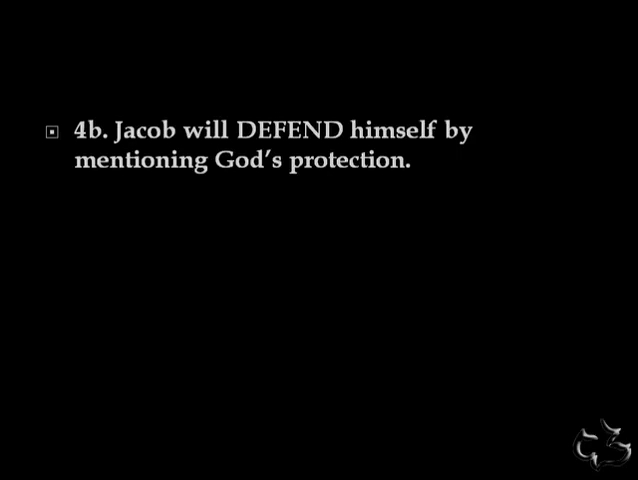 4b. Jacob will DEFEND himself by
mentioning God's protection.